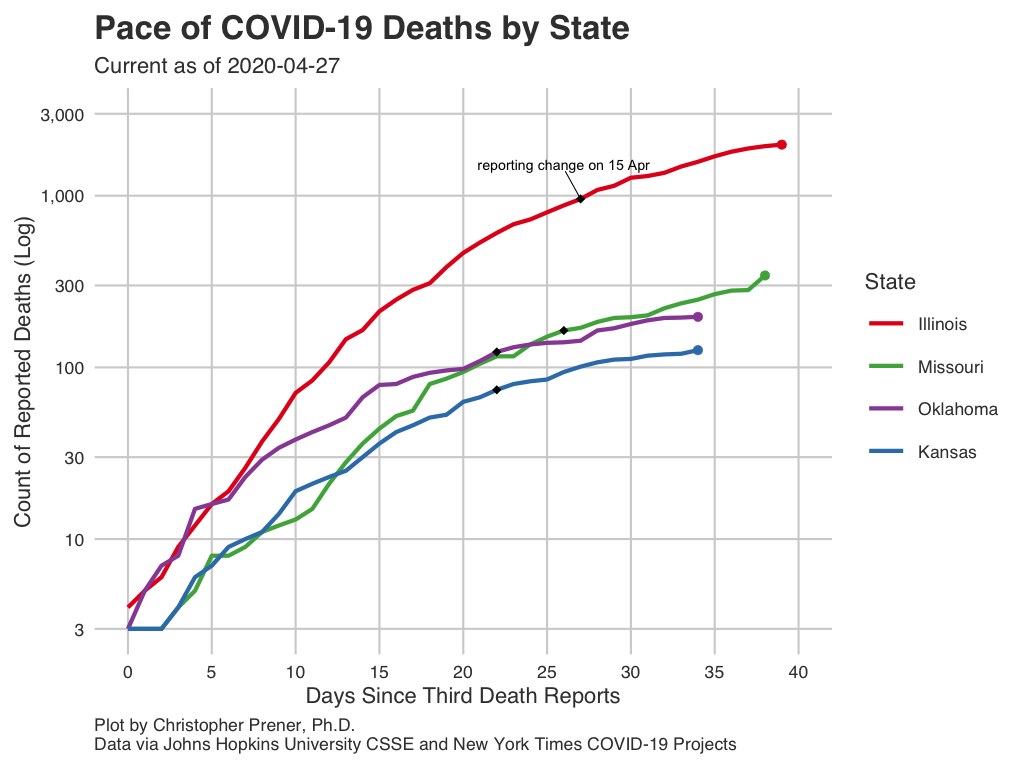 Pace of COVID-19 Deaths by State
Current as of 2020-04-27
Count of Reported Deaths (Log)
3,000
1,000
300
100
30
10
3
reporting change on 15 Apr
0 5 10 15 20 25 30 35 40
Days Since Third Death Reports
State
Illinois
Missouri
Oklahoma
Kansas
Plot by Christopher Prener, Ph.D.
Data via Johns Hopkins University CSSE and New York Times COVID-19 Projects